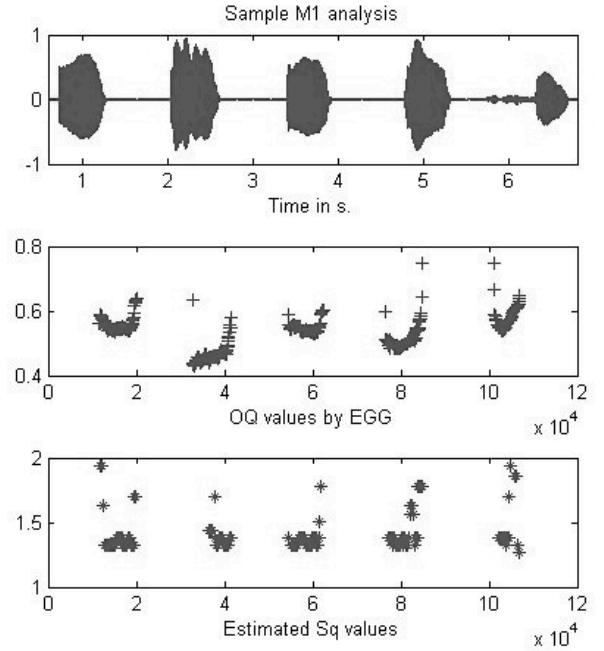 Sample M1 analysis
1
0
-1
1 2 3 4 5 6
Time in s.
0.8
0.6
0.4
0 2 4 6 8 10 12
OQ values by EGG
x 10^4
2
1.5
1
0 2 4 6 8 10 12
Estimated Sq values
x 10^4